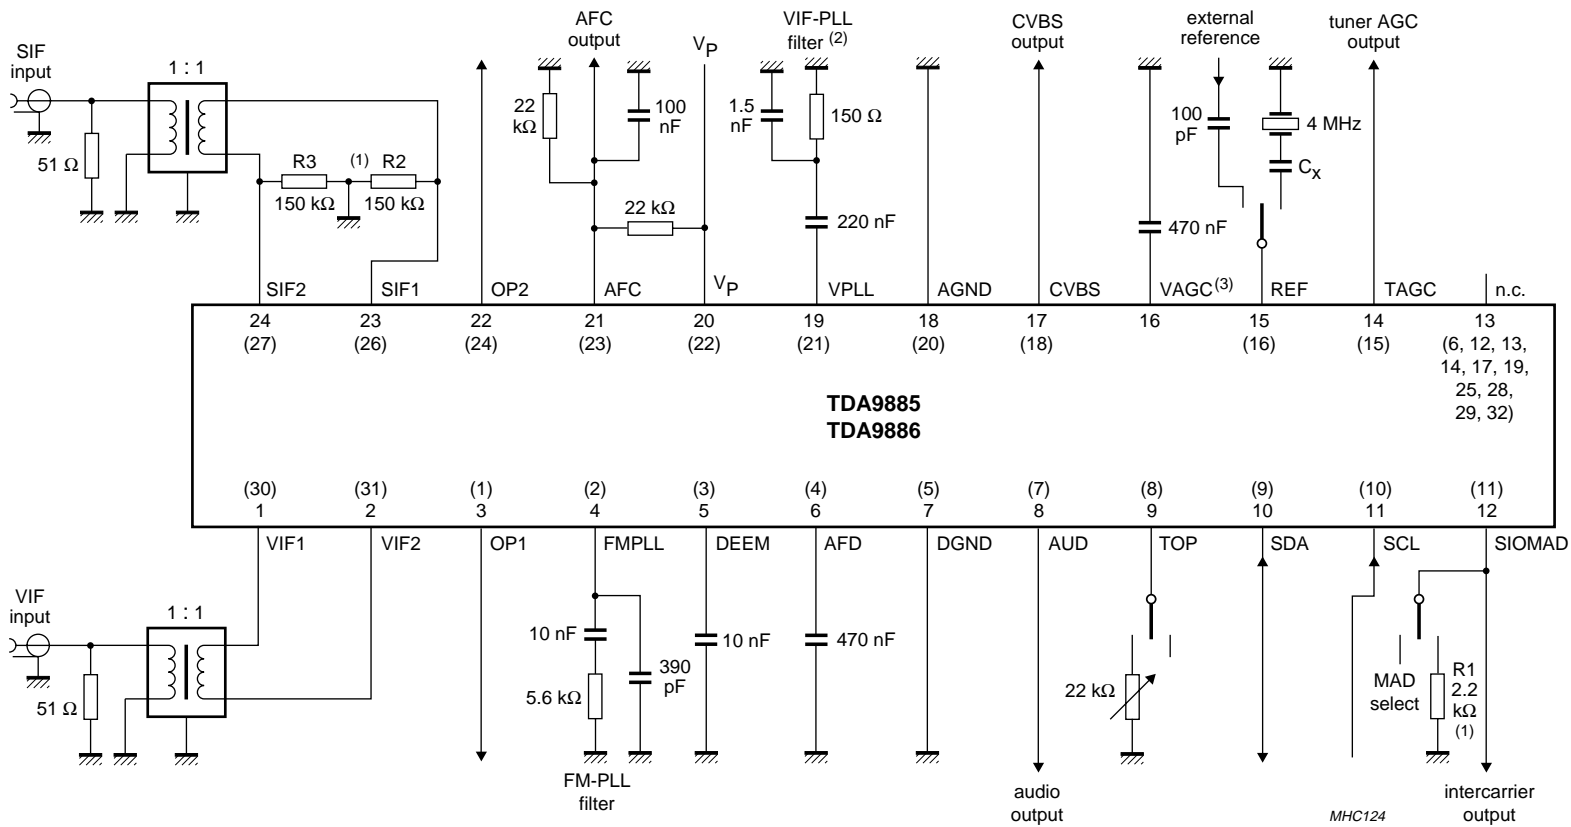 SIF
input
1 : 1
51 Ω
R3
(1)
R2
150 kΩ
150 kΩ
AFC
output
22
kΩ
100
nF
VP
22 kΩ
VIF-PLL
filter (2)
1.5
nF
150 Ω
220 nF
CVBS
output
external
reference
100
pF
4 MHz
Cx
470 nF
tuner AGC
output
SIF2
SIF1
OP2
AFC
VP
VPLL
AGND
CVBS
VAGC(3)
REF
TAGC
n.c.
24
23
22
21
20
19
18
17
16
15
14
13
(27)
(26)
(24)
(23)
(22)
(21)
(20)
(18)
(16)
(15)
(6, 12, 13,
14, 17, 19,
25, 28,
29, 32)
TDA9885
TDA9886
(30)
(31)
(1)
(2)
(3)
(4)
(5)
(7)
(8)
(9)
(10)
(11)
1
2
3
4
5
6
7
8
9
10
11
12
VIF1
VIF2
OP1
FMPLL
DEEM
AFD
DGND
AUD
TOP
SDA
SCL
SIOMAD
VIF
input
1 : 1
51 Ω
10 nF
5.6 kΩ
390
pF
FM-PLL
filter
10 nF
470 nF
audio
output
22 kΩ
MAD
select
R1
2.2
kΩ
(1)
intercarrier
output
MHC124